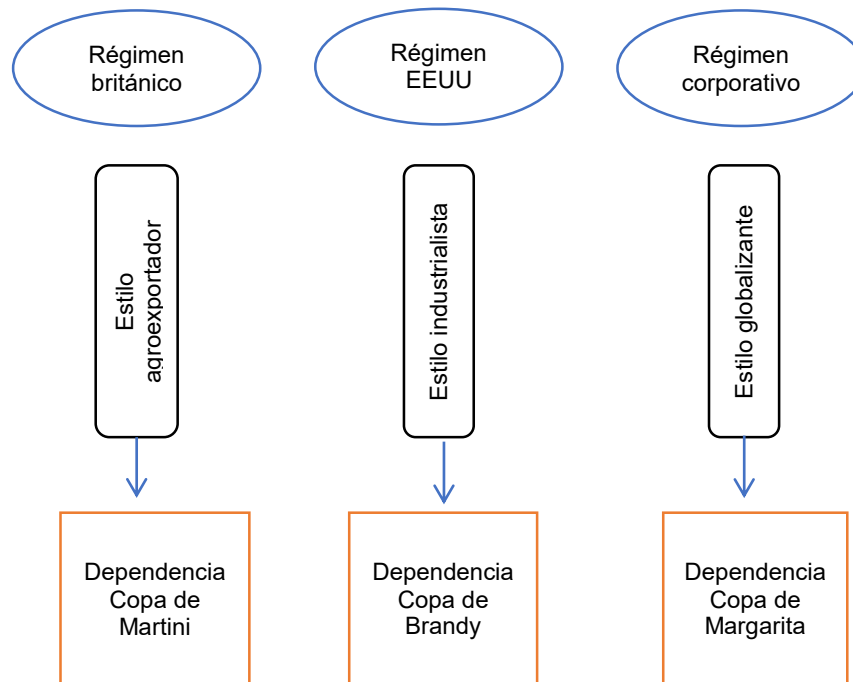 Régimen
británico
Régimen
EEUU
Régimen
corporativo
Estilo
agroexportador
Estilo industrialista
Estilo globalizante
Dependencia
Copa de
Martini
Dependencia
Copa de
Brandy
Dependencia
Copa de
Margarita